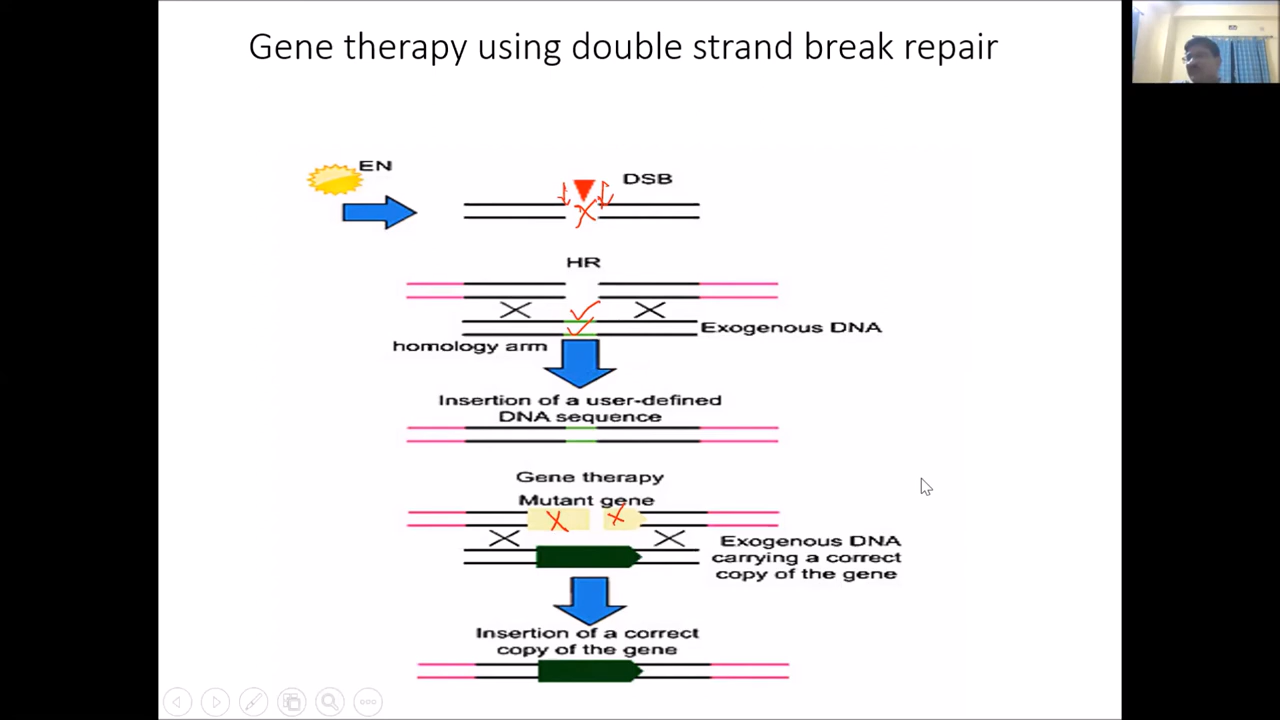 Gene therapy using double strand break repair
EN
DSB
HR
Exogenous DNA
homology arm
Insertion of a user-defined
DNA sequence
Gene therapy
Mutant gene
Exogenous DNA
carrying a correct
copy of the gene
Insertion of a correct
copy of the gene